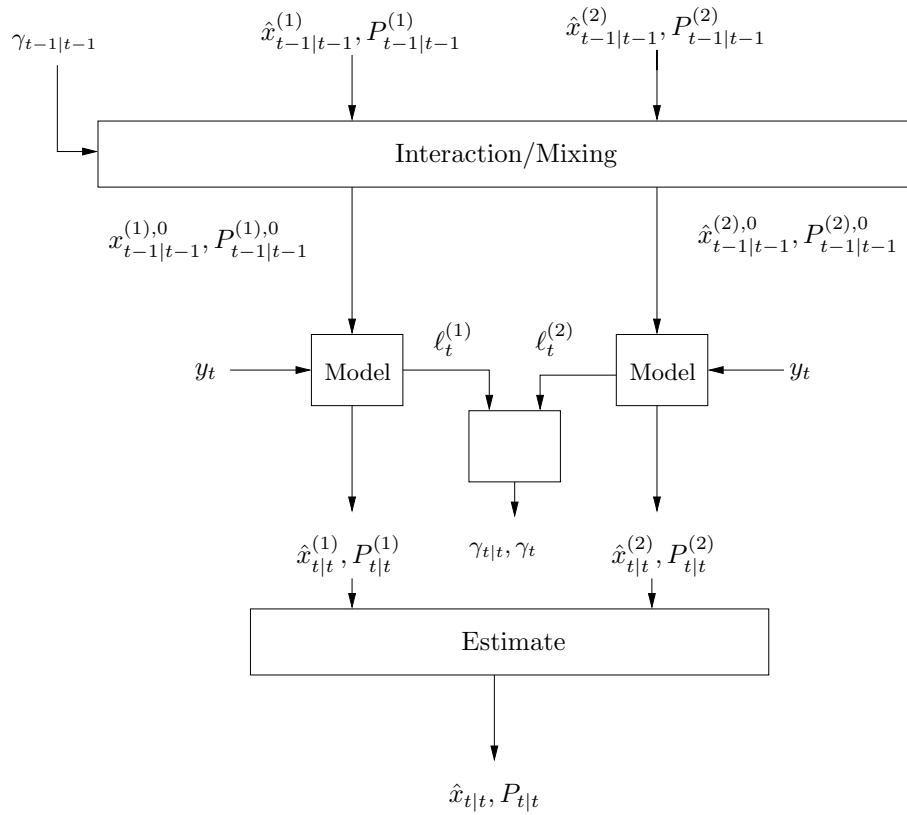 γ_{t−1|t−1}
x̂^{(1)}_{t−1|t−1}, P^{(1)}_{t−1|t−1}
x̂^{(2)}_{t−1|t−1}, P^{(2)}_{t−1|t−1}
Interaction/Mixing
x^{(1),0}_{t−1|t−1}, P^{(1),0}_{t−1|t−1}
x̂^{(2),0}_{t−1|t−1}, P^{(2),0}_{t−1|t−1}
ℓ^{(1)}_t
ℓ^{(2)}_t
y_t
Model
Model
y_t
γ_{t|t}, γ_t
x̂^{(1)}_{t|t}, P^{(1)}_{t|t}
x̂^{(2)}_{t|t}, P^{(2)}_{t|t}
Estimate
x̂_{t|t}, P_{t|t}